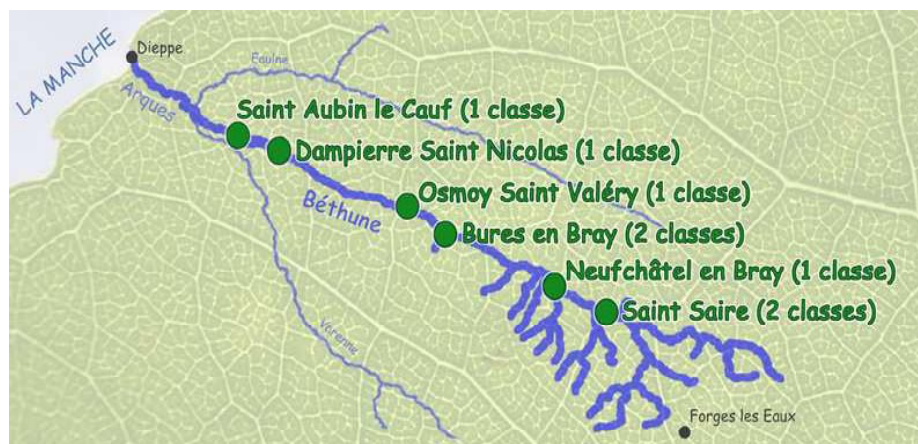 Dieppe
LA MANCHE
Eaulne
Arques
Saint Aubin le Cauf (1 classe)
Dampierre Saint Nicolas (1 classe)
Osmoy Saint Valéry (1 classe)
Béthune
Bures en Bray (2 classes)
Neufchâtel en Bray (1 classe)
Saint Saire (2 classes)
Varenne
Forges les Eaux